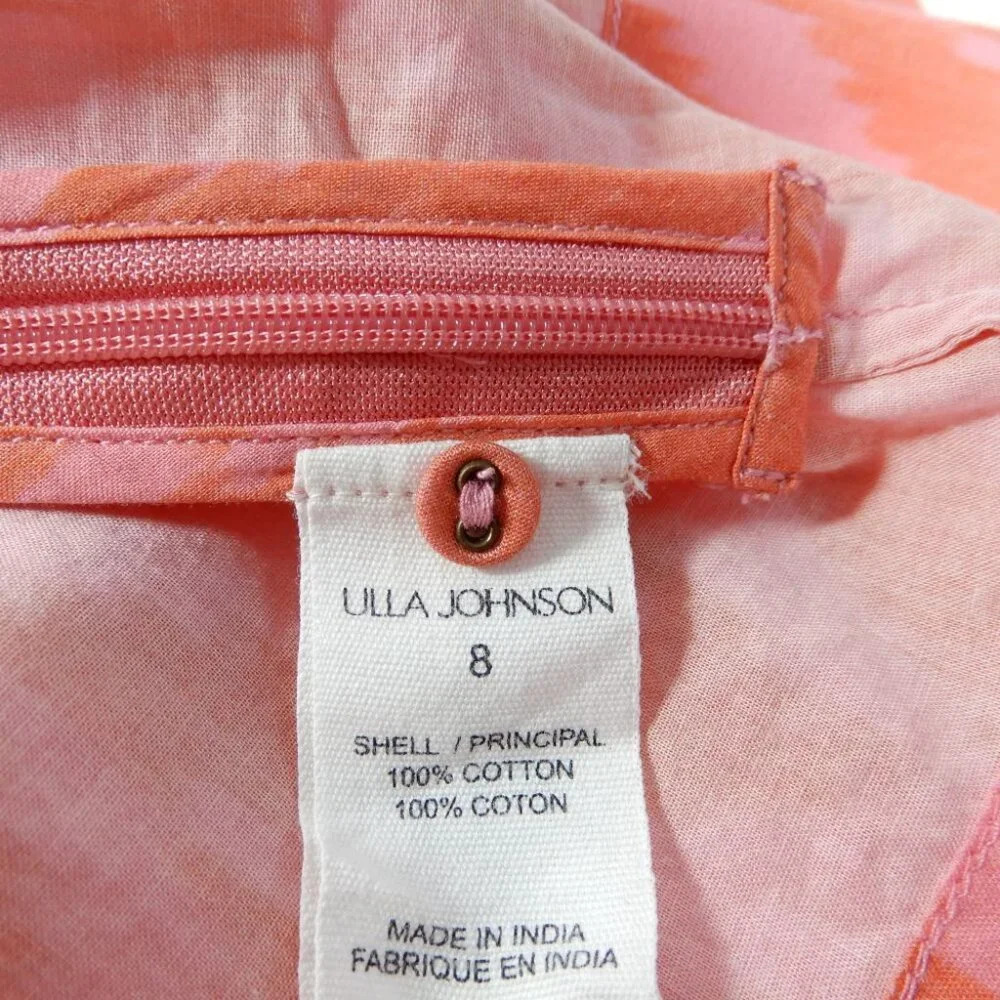 ULLA JOHNSON
8
SHELL / PRINCIPAL
100% COTTON
100% COTON
MADE IN INDIA
FABRIQUE EN INDIA